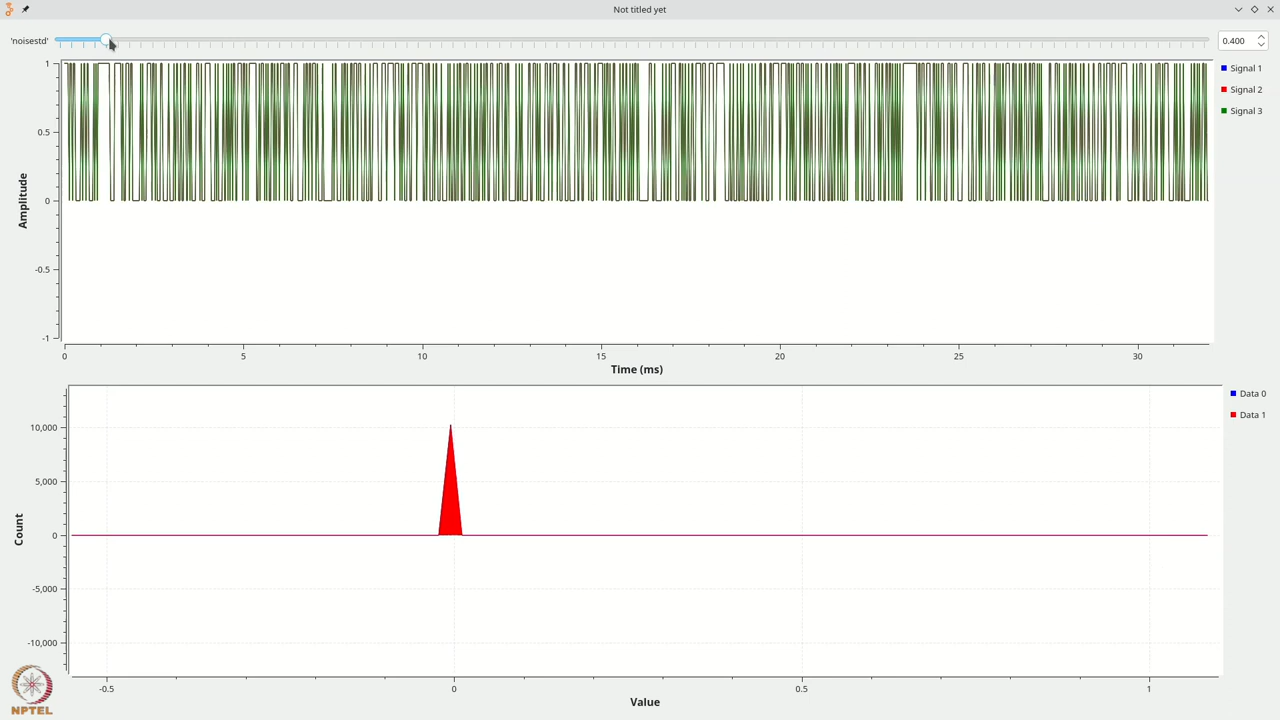 Not titled yet
'noisestd'
0.400
1
0.5
0
-0.5
-1
Amplitude
Signal 1
Signal 2
Signal 3
0 5 10 15 20 25 30
Time (ms)
10,000
5,000
0
-5,000
-10,000
Count
Data 0
Data 1
-0.5 0 0.5 1
Value
NPTEL